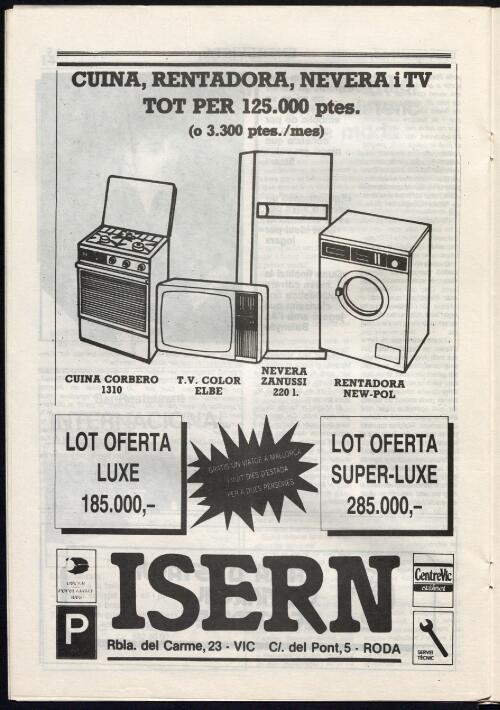 CUINA, RENTADORA, NEVERA i TV
TOT PER 125.000 ptes.
(o 3.300 ptes./mes)
CUINA CORBERO
1310
T.V. COLOR
ELBE
NEVERA
ZANUSSI
220 l.
RENTADORA
NEW-POL
LOT OFERTA
LUXE
185.000,-
GRATIS UN VIATGE A MALLORCA
I VUIT DIES D'ESTADA
PER A DUES PERSONES
LOT OFERTA
SUPER-LUXE
285.000,-
ISERN
P
CentreVic
establiment
SERVEI
TÈCNIC
Rbla. del Carme, 23 - VIC C/. del Pont, 5 - RODA